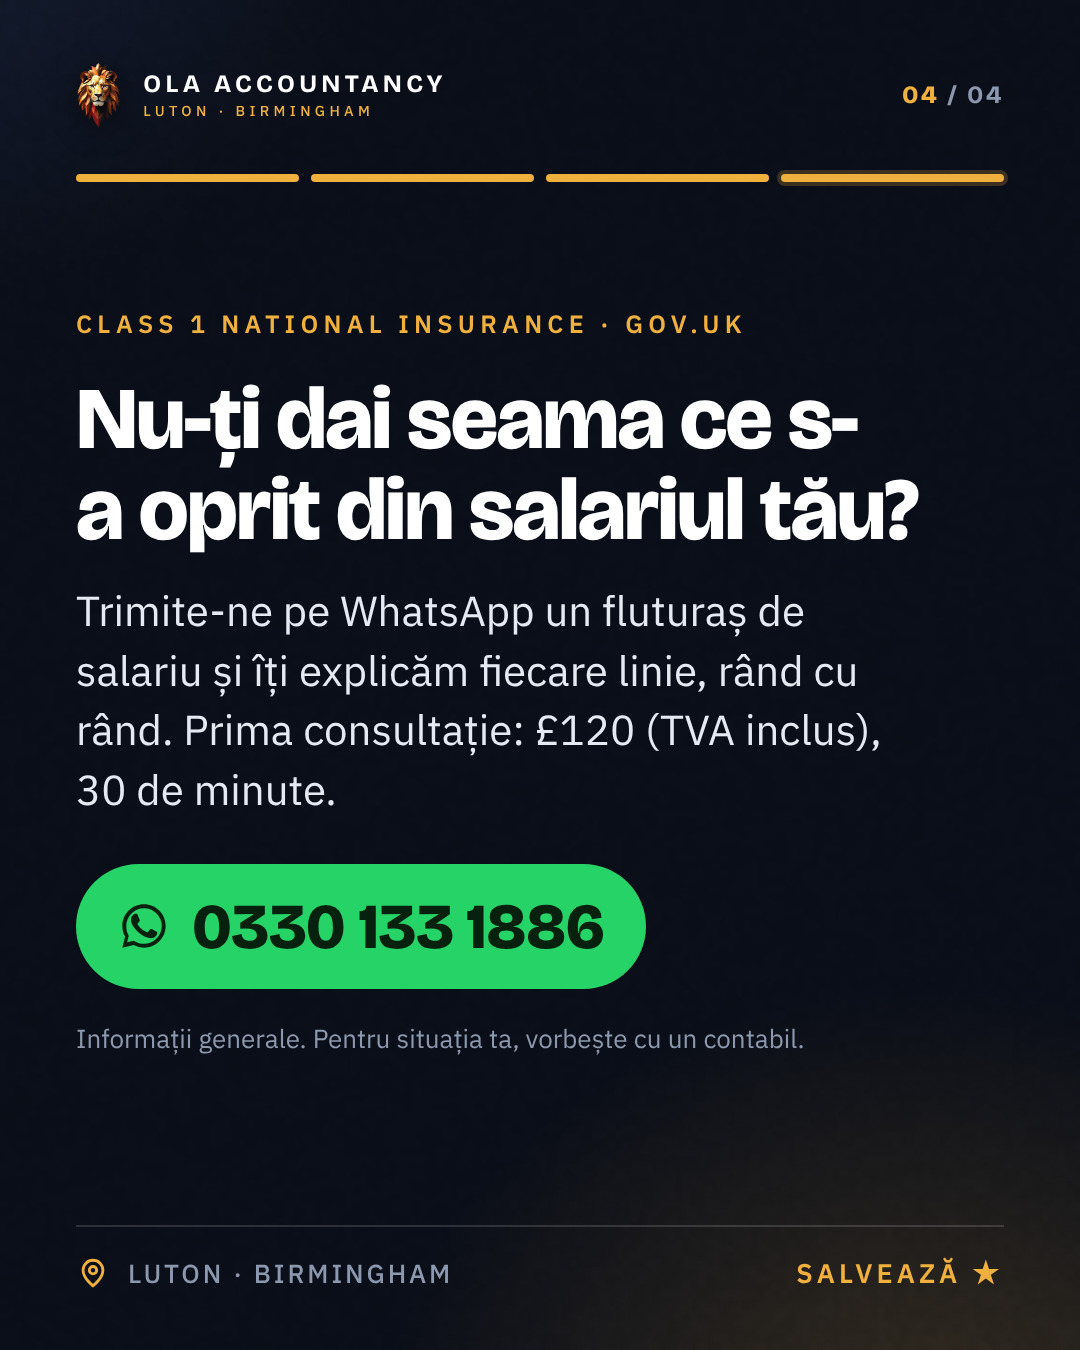 OLA ACCOUNTANCY
LUTON · BIRMINGHAM
04 / 04
CLASS 1 NATIONAL INSURANCE · GOV.UK
Nu-ți dai seama ce s-
a oprit din salariul tău?
Trimite-ne pe WhatsApp un fluturaș de
salariu și îți explicăm fiecare linie, rând cu
rând. Prima consultație: £120 (TVA inclus),
30 de minute.
0330 133 1886
Informații generale. Pentru situația ta, vorbește cu un contabil.
LUTON · BIRMINGHAM
SALVEAZĂ ★